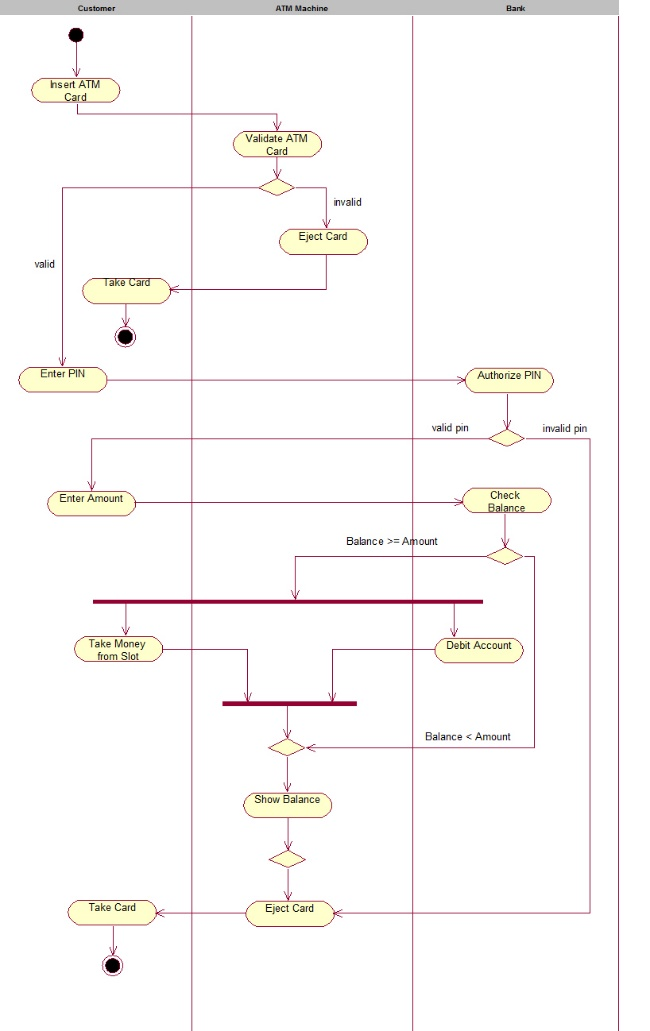 Customer
ATM Machine
Bank
Insert ATM
Card
Validate ATM
Card
invalid
Eject Card
valid
Take Card
Enter PIN
Authorize PIN
valid pin
invalid pin
Enter Amount
Check
Balance
Balance >= Amount
Take Money
from Slot
Debit Account
Balance < Amount
Show Balance
Take Card
Eject Card